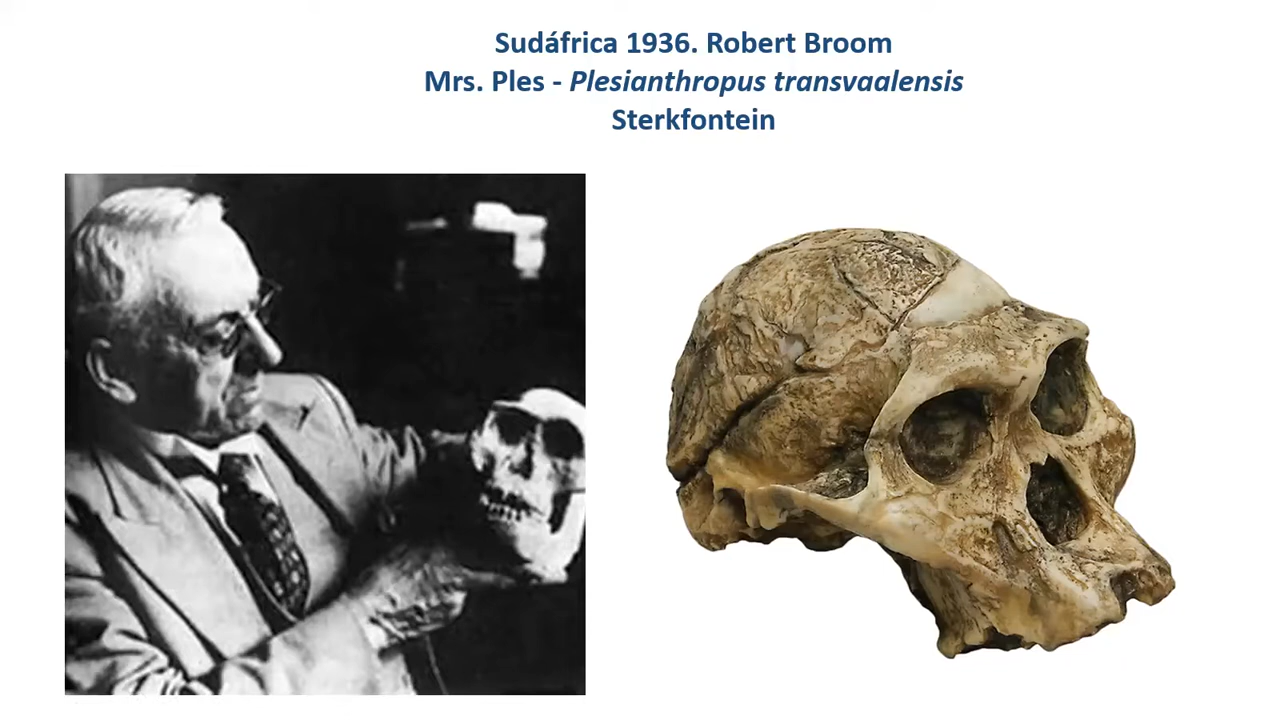 Sudáfrica 1936. Robert Broom
Mrs. Ples - Plesianthropus transvaalensis
Sterkfontein